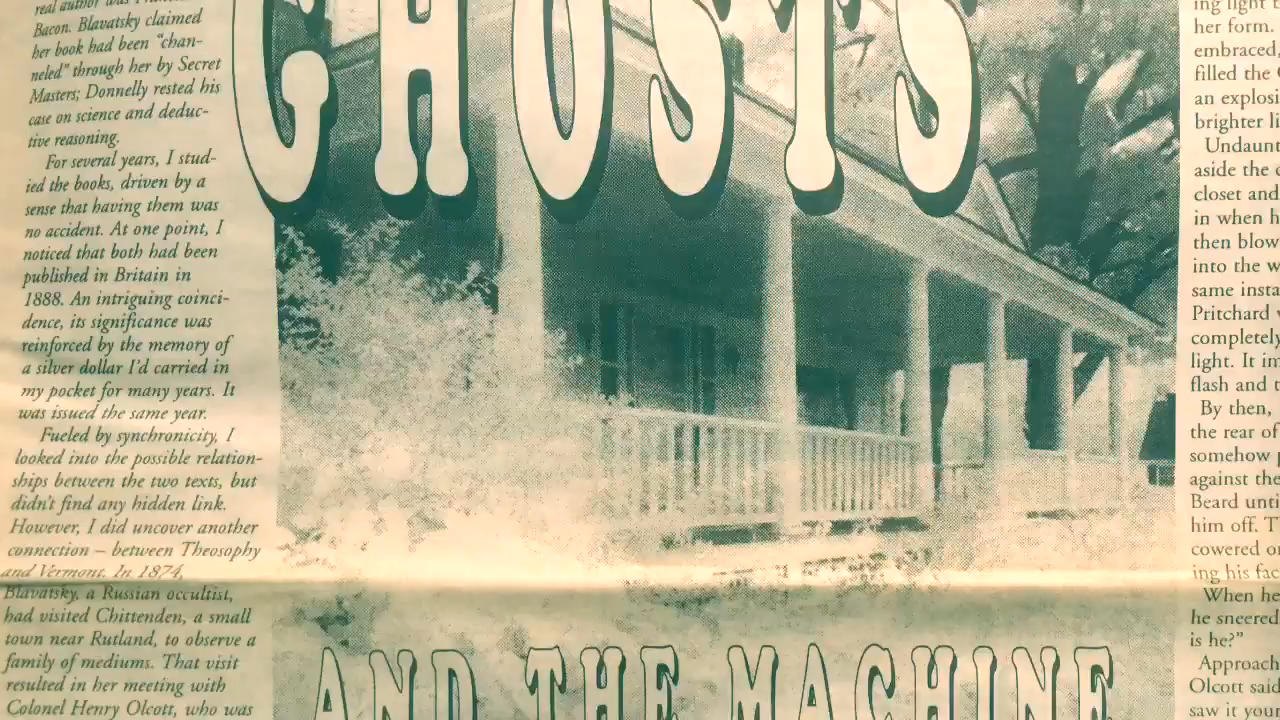 real author was
Bacon. Blavatsky claimed
her book had been “chan-
neled” through her by Secret
Masters; Donnelly rested his
case on science and deduc-
tive reasoning.
For several years, I stud-
ied the books, driven by a
sense that having them was
no accident. At one point, I
noticed that both had been
published in Britain in
1888. An intriguing coinci-
dence, its significance was
reinforced by the memory of
a silver dollar I’d carried in
my pocket for many years. It
was issued the same year.
Fueled by synchronicity, I
looked into the possible relation-
ships between the two texts, but
didn’t find any hidden link.
However, I did uncover another
connection – between Theosophy
and Vermont. In 1874,
Blavatsky, a Russian occultist,
had visited Chittenden, a small
town near Rutland, to observe a
family of mediums. That visit
resulted in her meeting with
Colonel Henry Olcott, who was
GHOSTS
AND THE MACHINE
ing light
her form.
embraced,
filled the
an explosi
brighter li
Undaunt
aside the
closet and
in when h
then blow
into the w
same insta
Pritchard
completely
light. It im
flash and t
By then,
the rear of
somehow p
against the
Beard unti
him off. T
cowered o
ing his fac
When he
he sneered
is he?”
Approach
Olcott said
saw it your